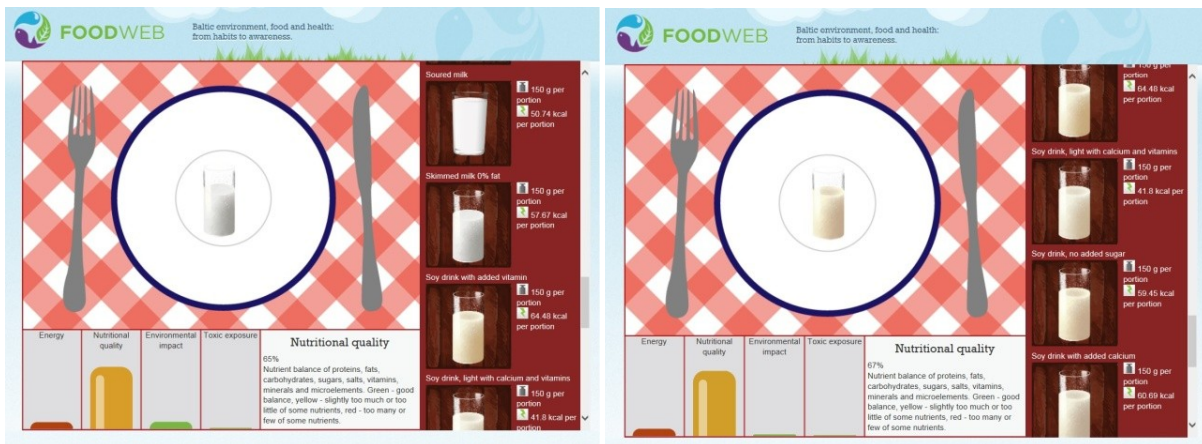 FOODWEB
Baltic environment, food and health:
from habits to awareness.
Soured milk
150 g per
portion
50.74 kcal
per portion
Skimmed milk 0% fat
150 g per
portion
57.67 kcal
per portion
Soy drink with added vitamin
150 g per
portion
64.48 kcal
per portion
Soy drink, light with calcium and vitamins
150 g per
portion
41.8 kcal per
portion
Energy
Nutritional
quality
Environmental
impact
Toxic exposure
Nutritional quality
65%
Nutrient balance of proteins, fats,
carbohydrates, sugars, salts, vitamins,
minerals and microelements. Green - good
balance, yellow - slightly too much or too
little of some nutrients, red - too many or
few of some nutrients.
FOODWEB
Baltic environment, food and health:
from habits to awareness.
portion
64.48 kcal
per portion
Soy drink, light with calcium and vitamins
150 g per
portion
41.8 kcal per
portion
Soy drink, no added sugar
150 g per
portion
59.45 kcal
per portion
Soy drink with added calcium
150 g per
portion
60.69 kcal
per portion
Energy
Nutritional
quality
Environmental
impact
Toxic exposure
Nutritional quality
67%
Nutrient balance of proteins, fats,
carbohydrates, sugars, salts, vitamins,
minerals and microelements. Green - good
balance, yellow - slightly too much or too
little of some nutrients, red - too many or
few of some nutrients.